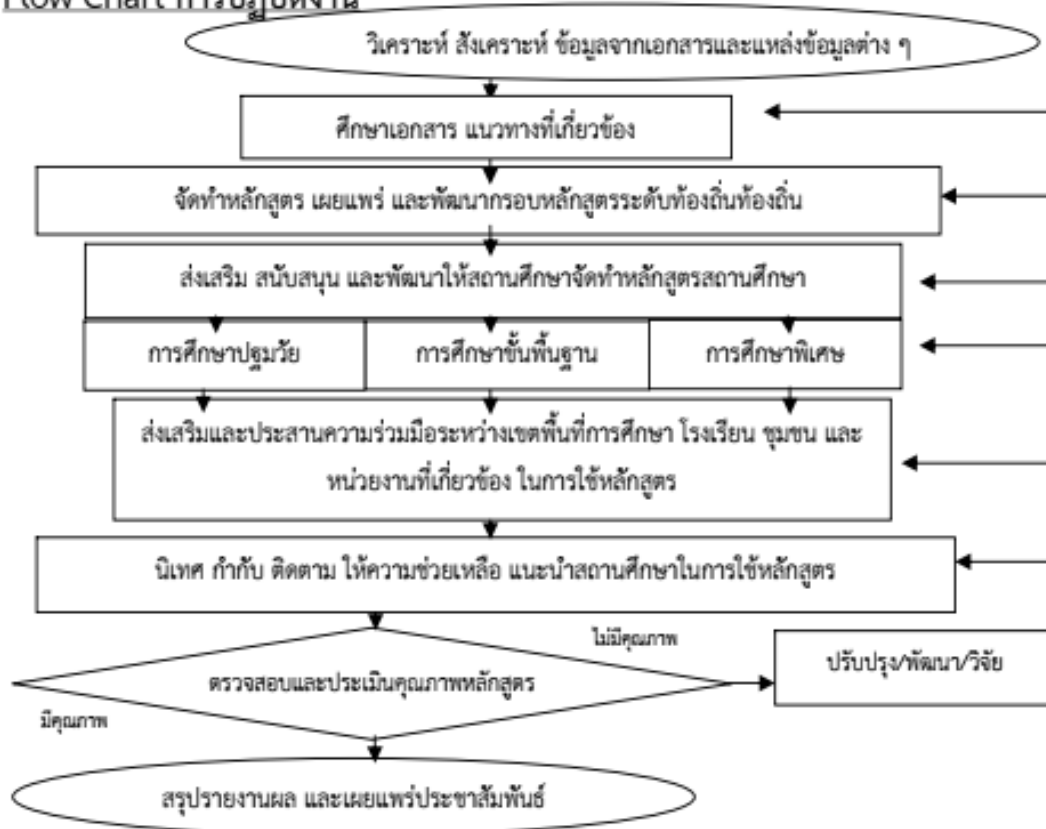 Flow Chart การปฏิบัติงาน
วิเคราะห์ สังเคราะห์ ข้อมูลจากเอกสารและแหล่งข้อมูลต่าง ๆ
ศึกษาเอกสาร แนวทางที่เกี่ยวข้อง
จัดทำหลักสูตร เผยแพร่ และพัฒนากรอบหลักสูตรระดับท้องถิ่นท้องถิ่น
ส่งเสริม สนับสนุน และพัฒนาให้สถานศึกษาจัดทำหลักสูตรสถานศึกษา
การศึกษาปฐมวัย
การศึกษาขั้นพื้นฐาน
การศึกษาพิเศษ
ส่งเสริมและประสานความร่วมมือระหว่างเขตพื้นที่การศึกษา โรงเรียน ชุมชน และ
หน่วยงานที่เกี่ยวข้อง ในการใช้หลักสูตร
นิเทศ กำกับ ติดตาม ให้ความช่วยเหลือ แนะนำสถานศึกษาในการใช้หลักสูตร
ไม่มีคุณภาพ
ปรับปรุง/พัฒนา/วิจัย
ตรวจสอบและประเมินคุณภาพหลักสูตร
มีคุณภาพ
สรุปรายงานผล และเผยแพร่ประชาสัมพันธ์